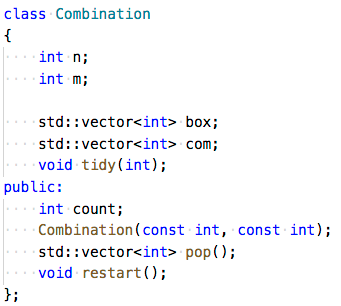 class Combination
{
    int n;
    int m;

    std::vector<int> box;
    std::vector<int> com;
    void tidy(int);
public:
    int count;
    Combination(const int, const int);
    std::vector<int> pop();
    void restart();
};